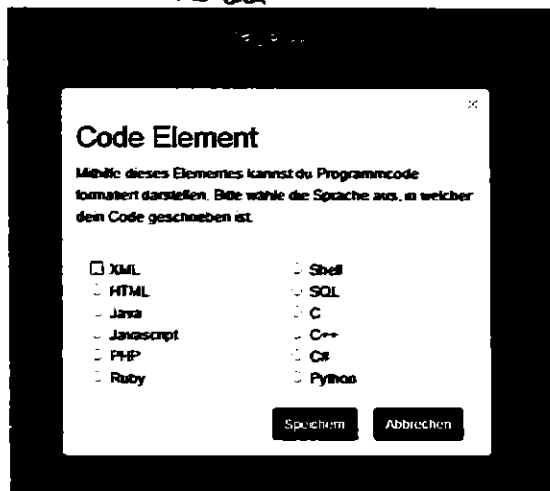 Code Element
Mithilfe dieses Elementes kannst du Programmcode
formatiert darstellen. Bitte wähle die Sprache aus, in welcher
dein Code geschrieben ist.
XML
HTML
Java
Javascript
PHP
Ruby
Shell
SQL
C
C++
C#
Python
Speichern
Abbrechen